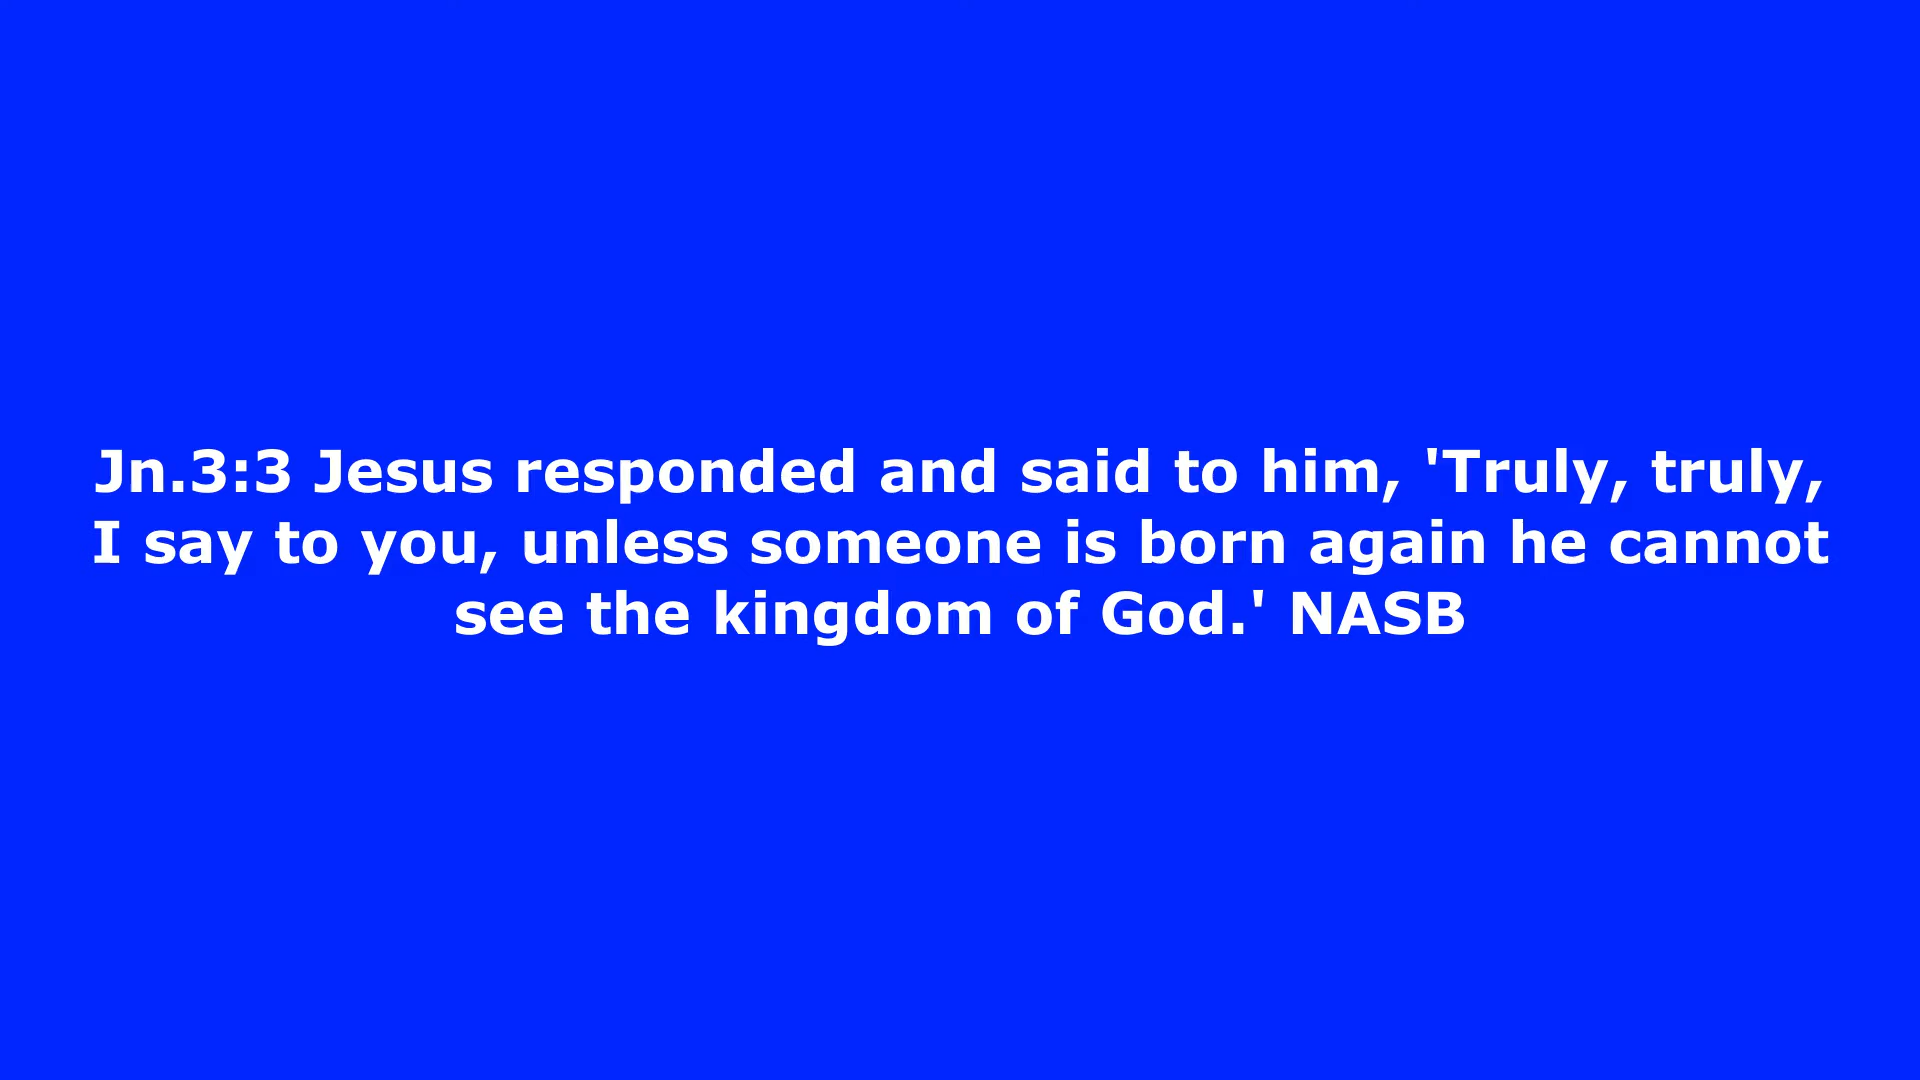 Jn.3:3 Jesus responded and said to him, 'Truly, truly,
I say to you, unless someone is born again he cannot
see the kingdom of God.' NASB